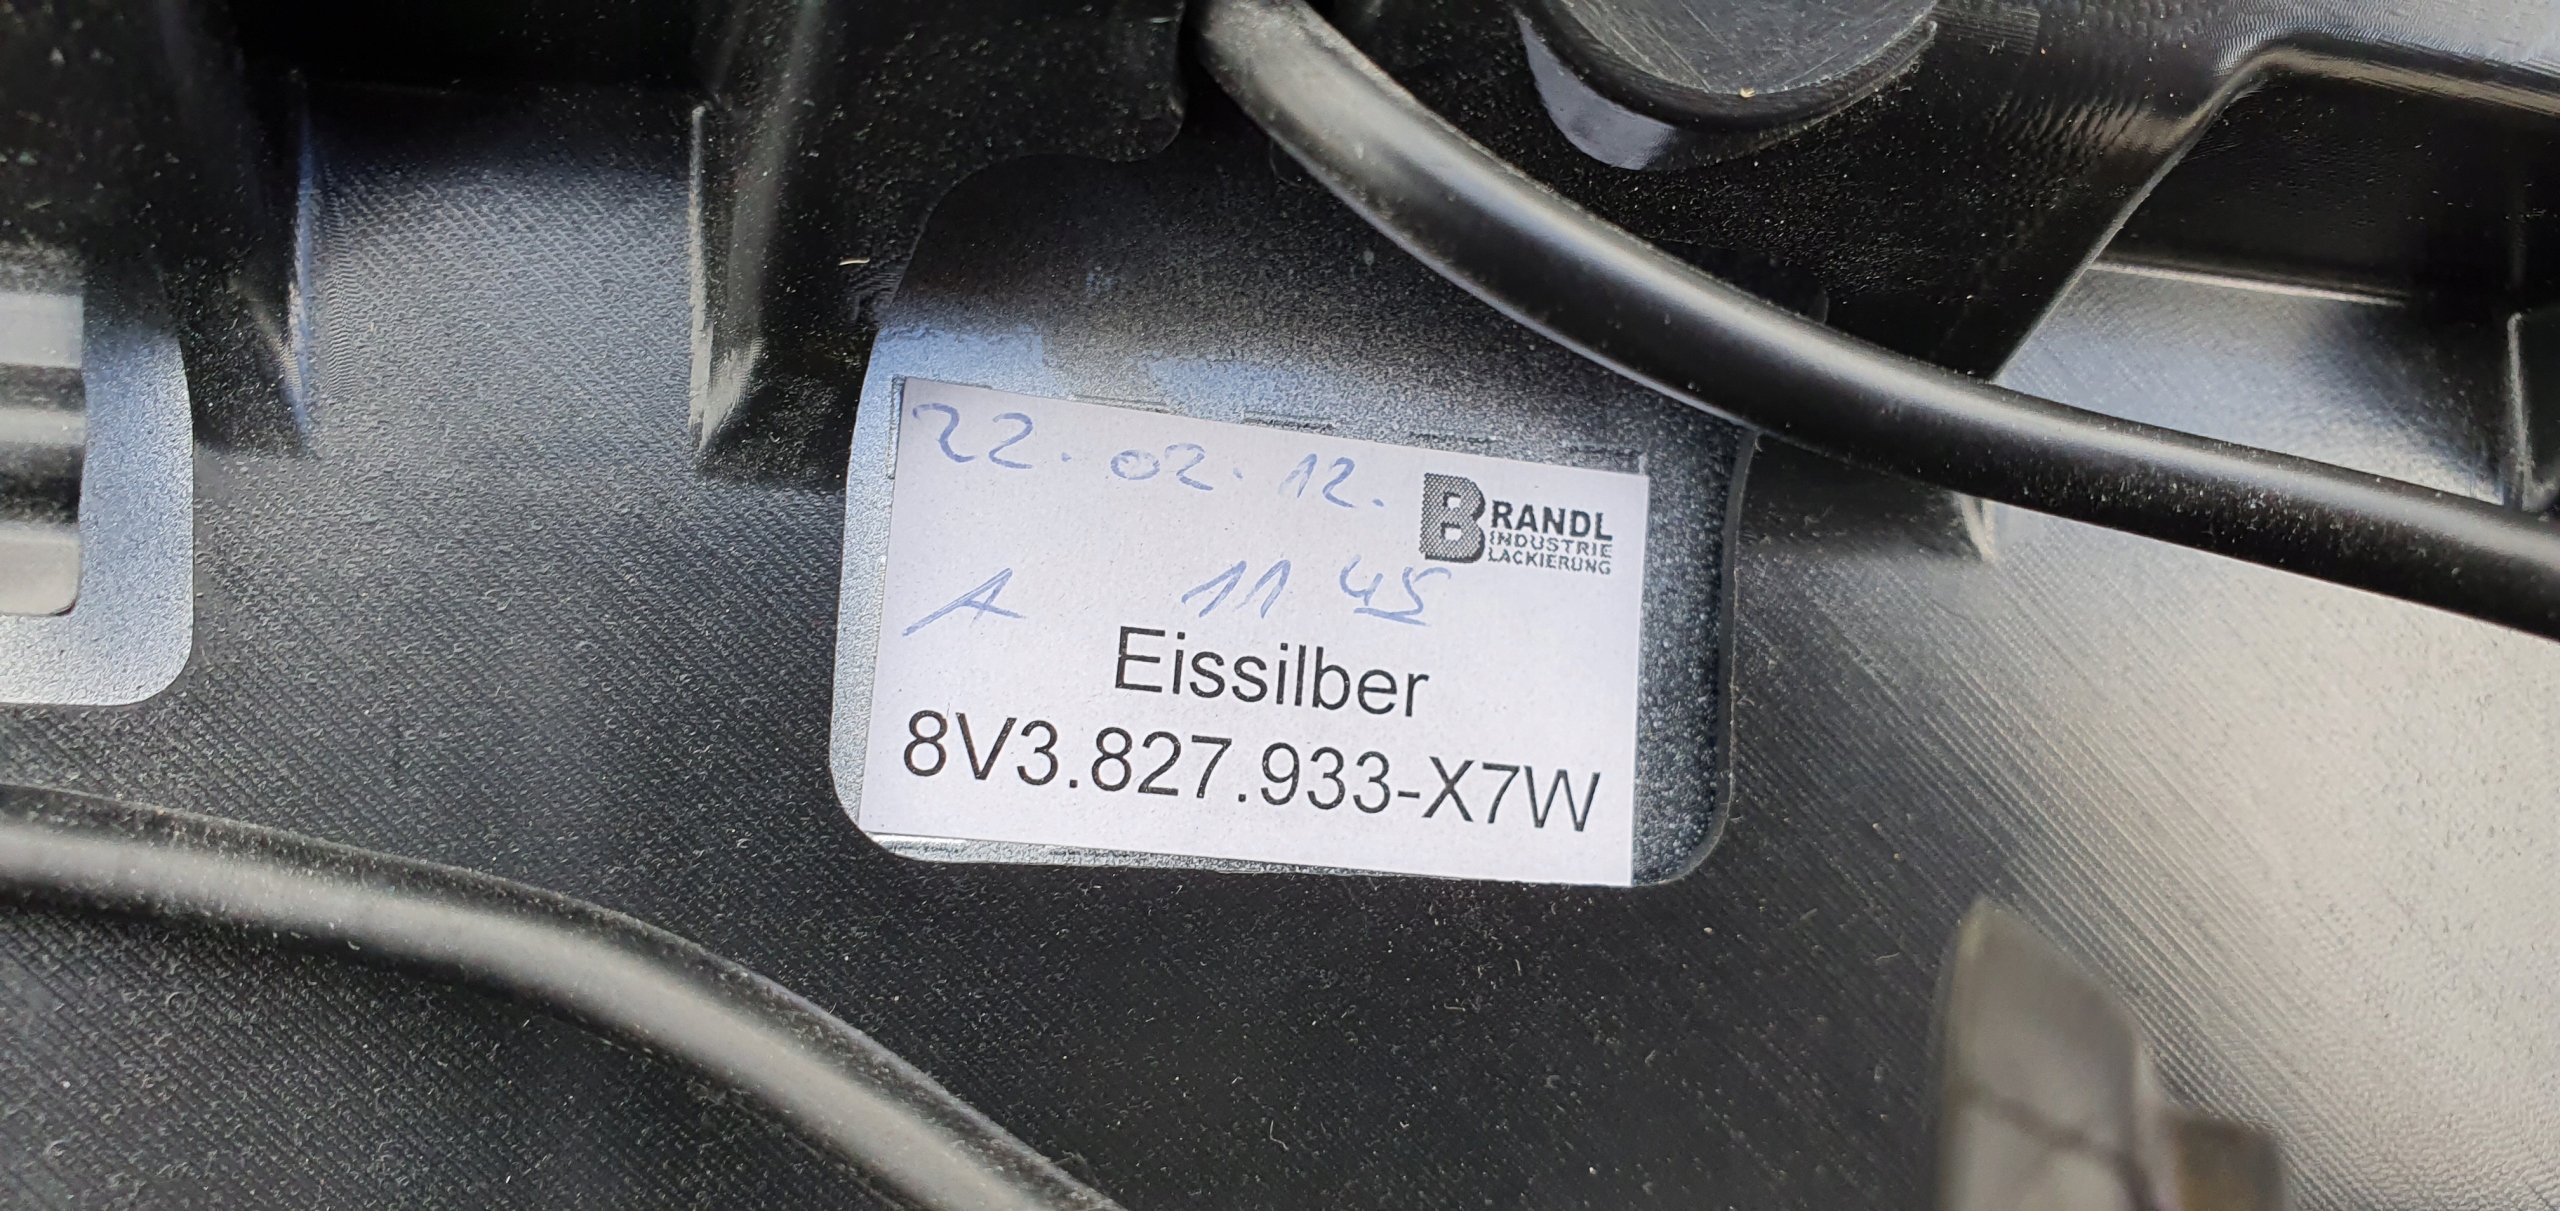 22.02.12.
BRANDL
INDUSTRIE
LACKIERUNG
A 11 45
Eissilber
8V3.827.933-X7W